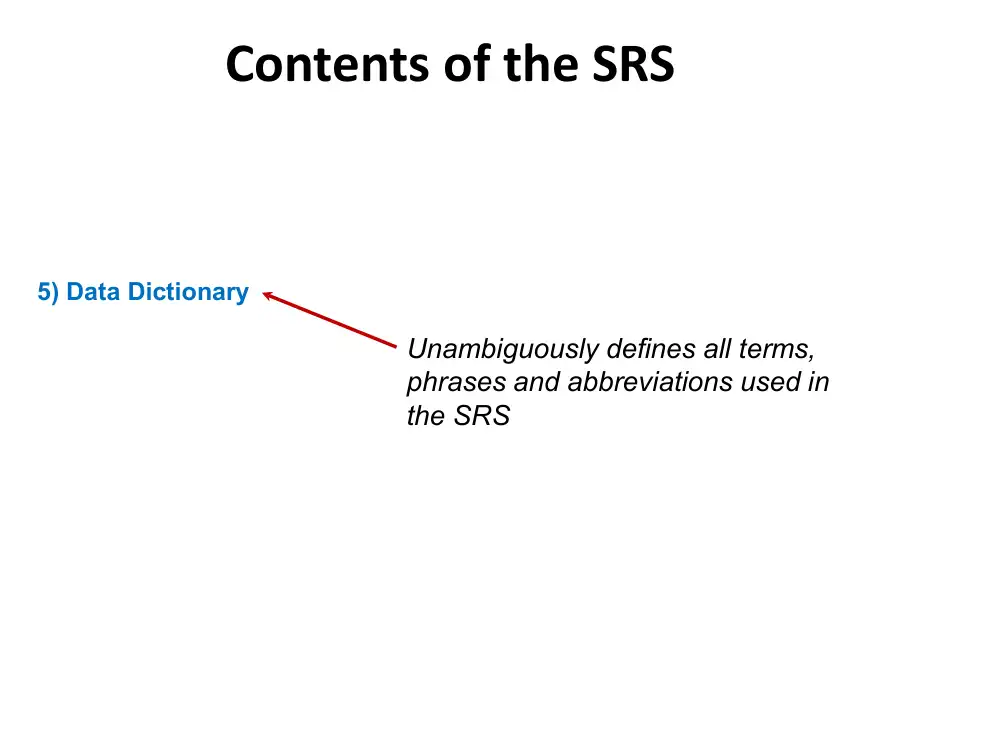 Contents of the SRS
5) Data Dictionary
Unambiguously defines all terms,
phrases and abbreviations used in
the SRS